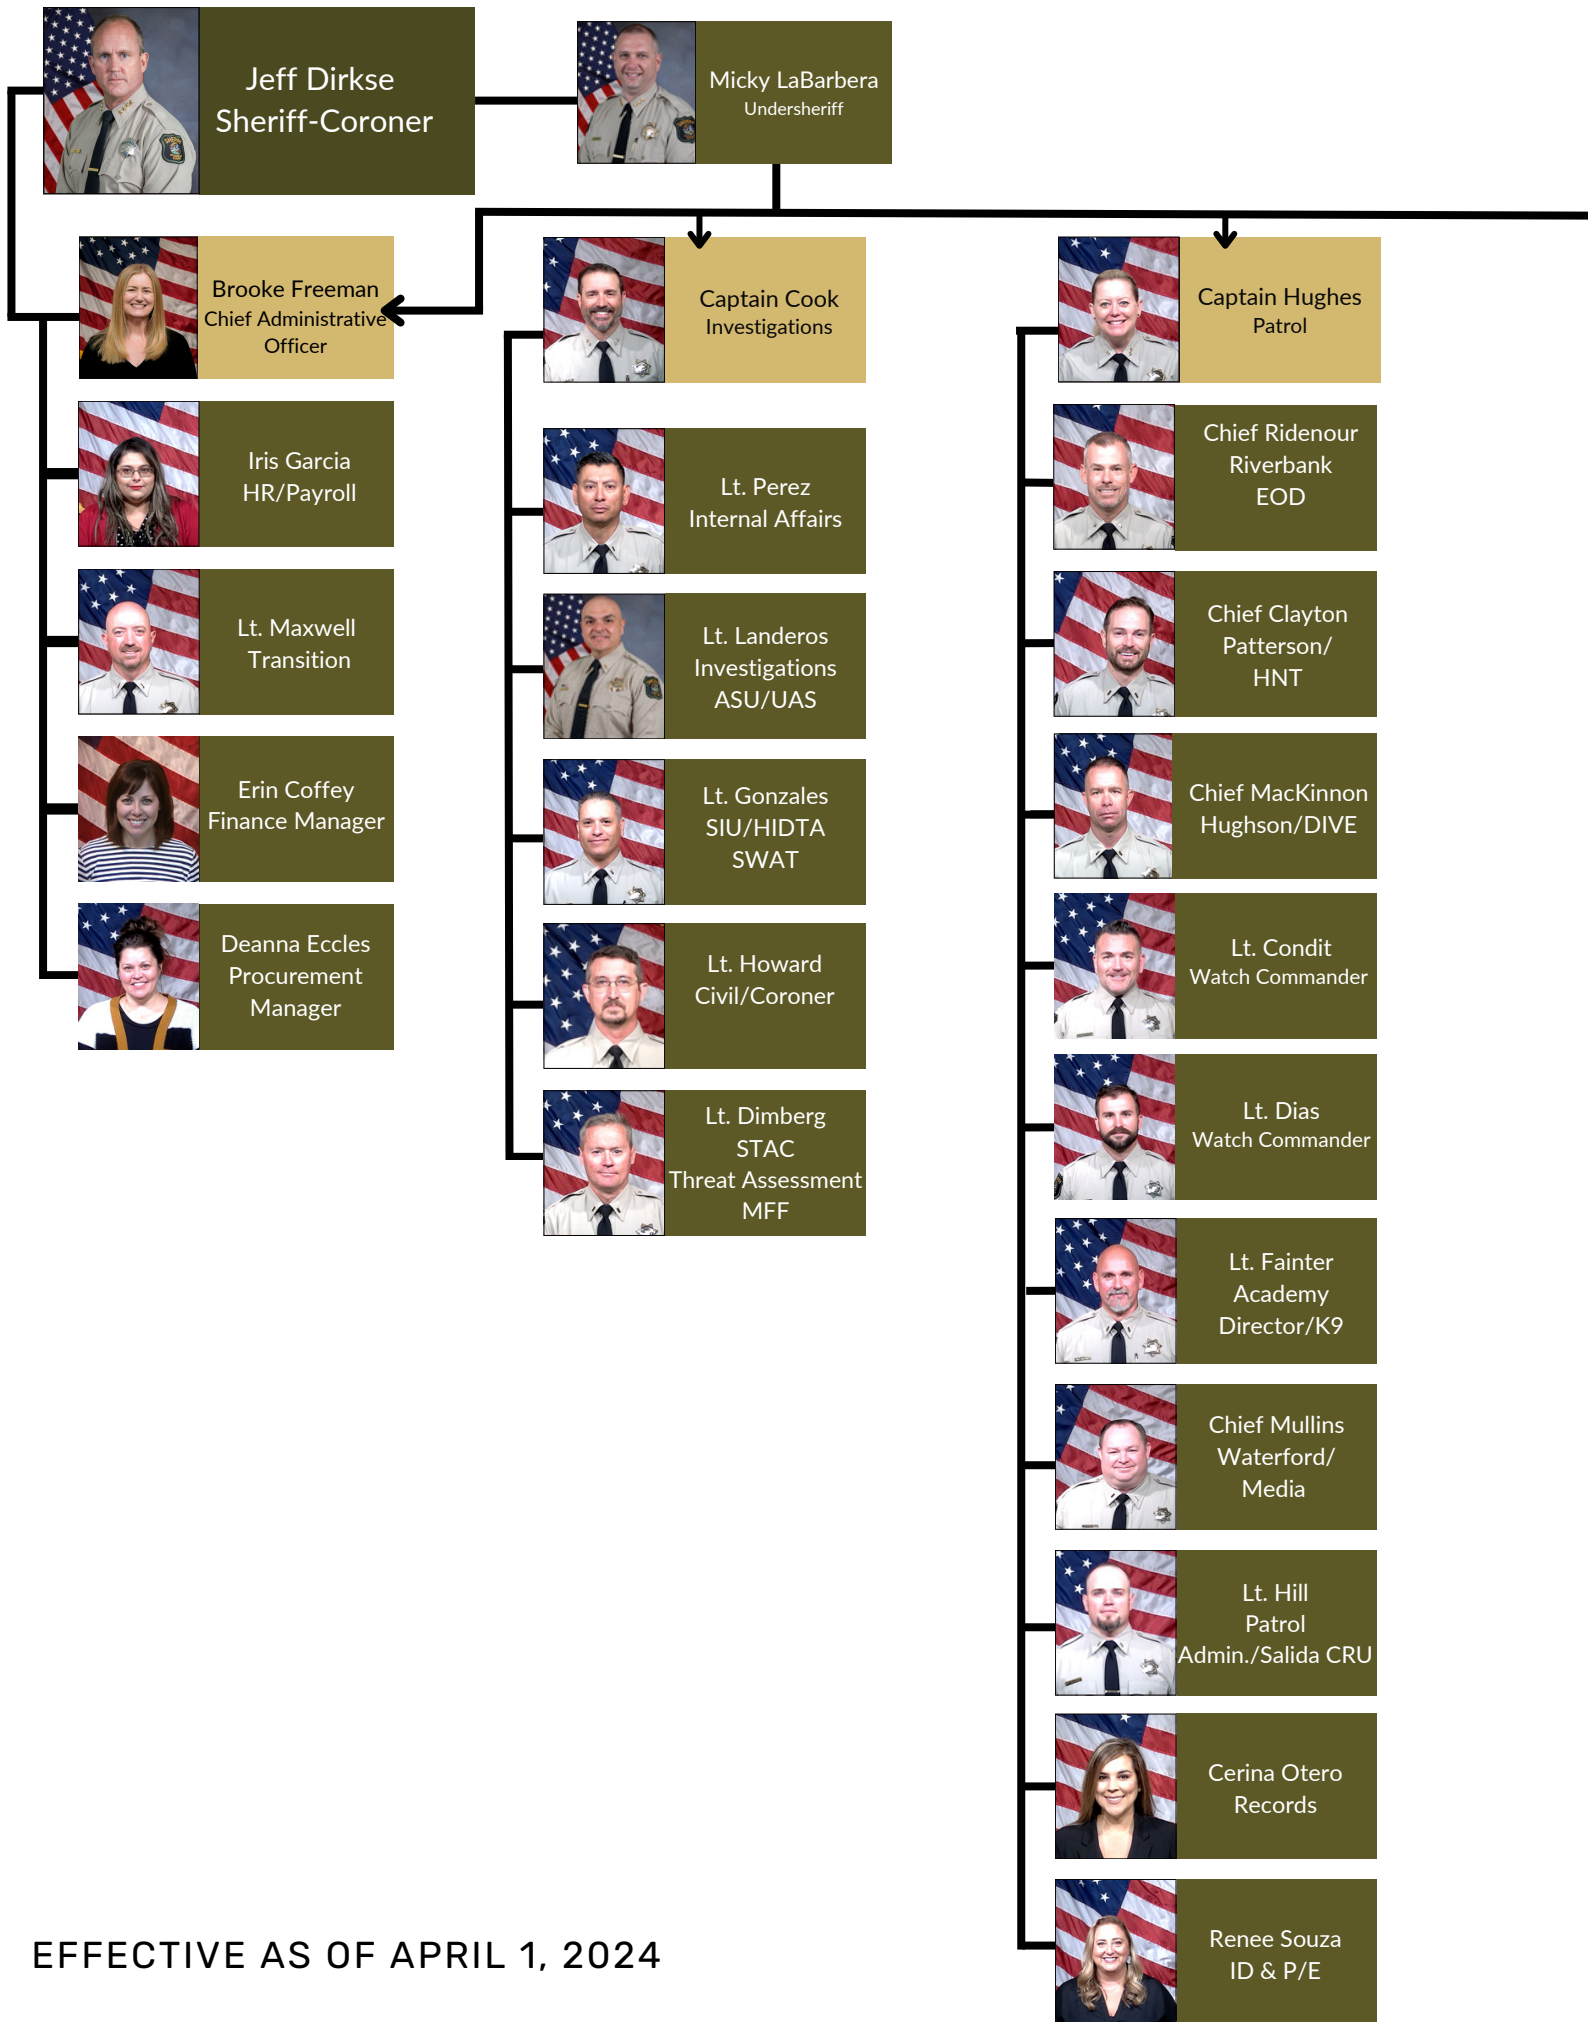 Jeff Dirkse
Sheriff-Coroner
Micky LaBarbera
Undersheriff
Brooke Freeman
Chief Administrative
Officer
Iris Garcia
HR/Payroll
Lt. Maxwell
Transition
Erin Coffey
Finance Manager
Deanna Eccles
Procurement
Manager
Captain Cook
Investigations
Lt. Perez
Internal Affairs
Lt. Landeros
Investigations
ASU/UAS
Lt. Gonzales
SIU/HIDTA
SWAT
Lt. Howard
Civil/Coroner
Lt. Dimberg
STAC
Threat Assessment
MFF
Captain Hughes
Patrol
Chief Ridenour
Riverbank
EOD
Chief Clayton
Patterson/
HNT
Chief MacKinnon
Hughson/DIVE
Lt. Condit
Watch Commander
Lt. Dias
Watch Commander
Lt. Fainter
Academy
Director/K9
Chief Mullins
Waterford/
Media
Lt. Hill
Patrol
Admin./Salida CRU
Cerina Otero
Records
Renee Souza
ID & P/E
EFFECTIVE AS OF APRIL 1, 2024